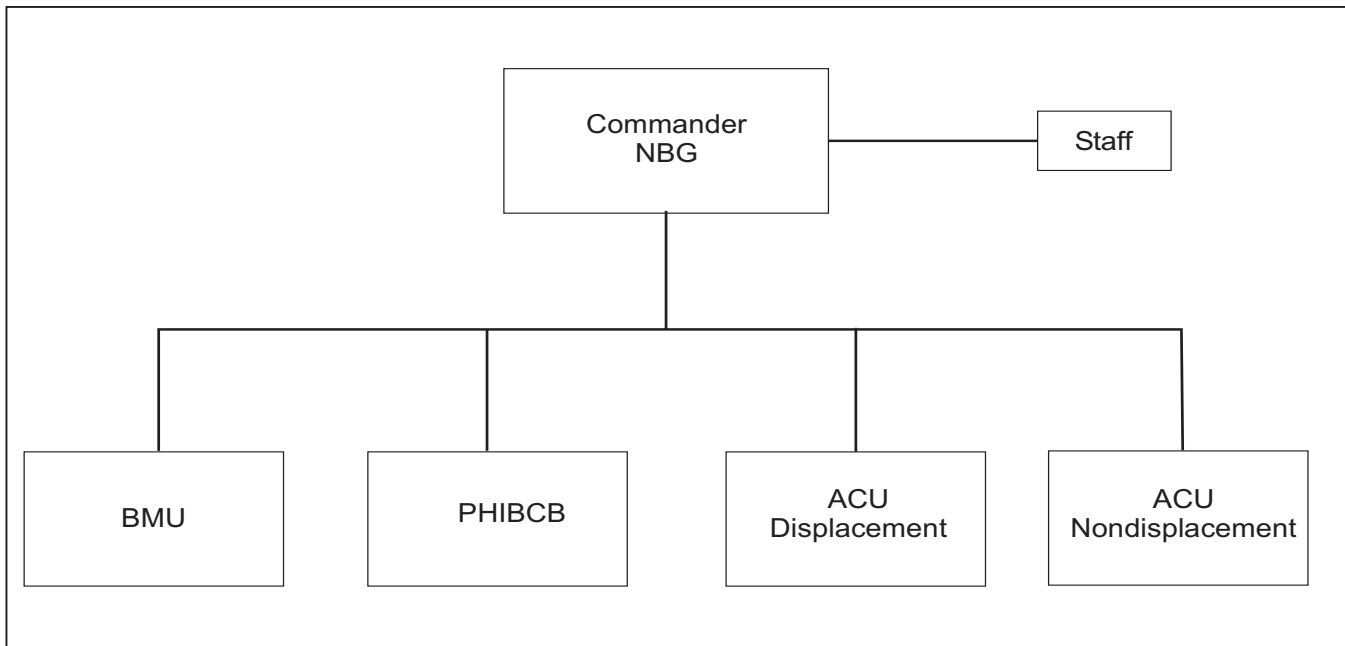 Commander
NBG
Staff
BMU
PHIBCB
ACU
Displacement
ACU
Nondisplacement